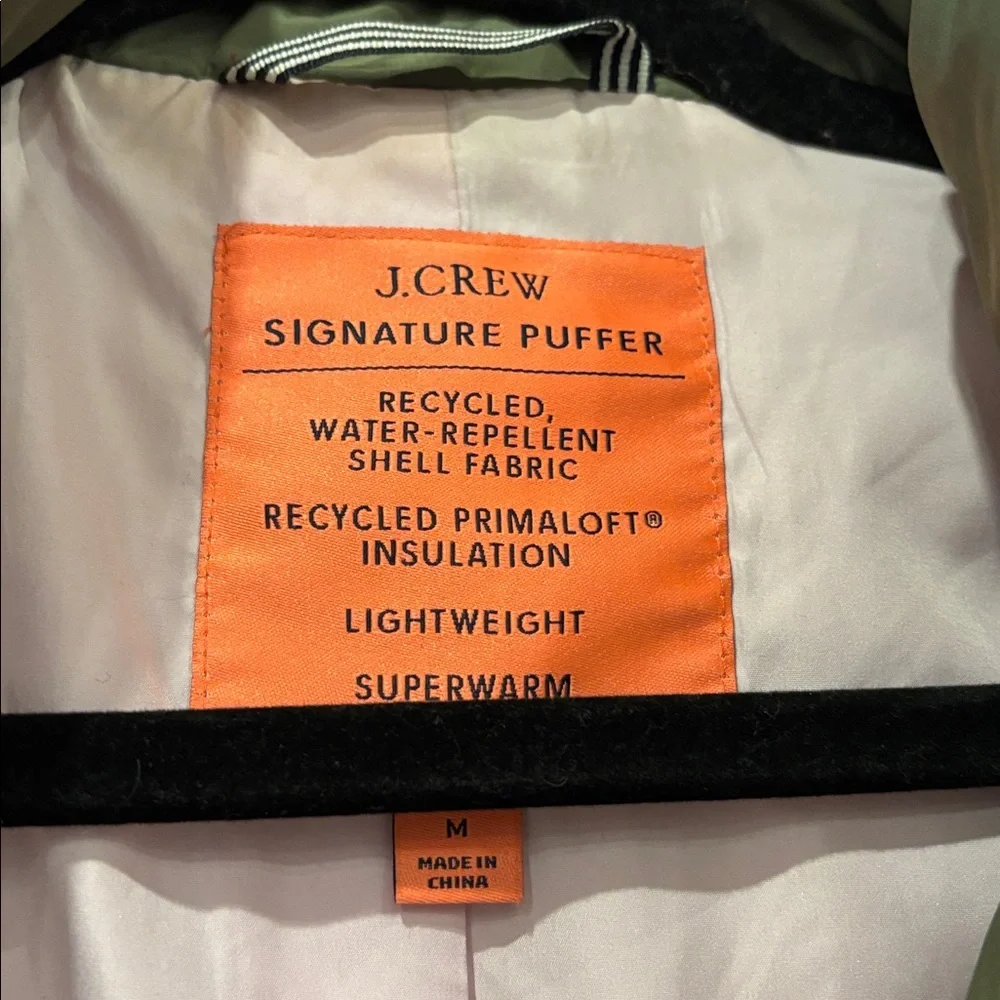 J.CREW
SIGNATURE PUFFER
RECYCLED,
WATER-REPELLENT
SHELL FABRIC
RECYCLED PRIMALOFT®
INSULATION
LIGHTWEIGHT
SUPERWARM
M
MADE IN
CHINA